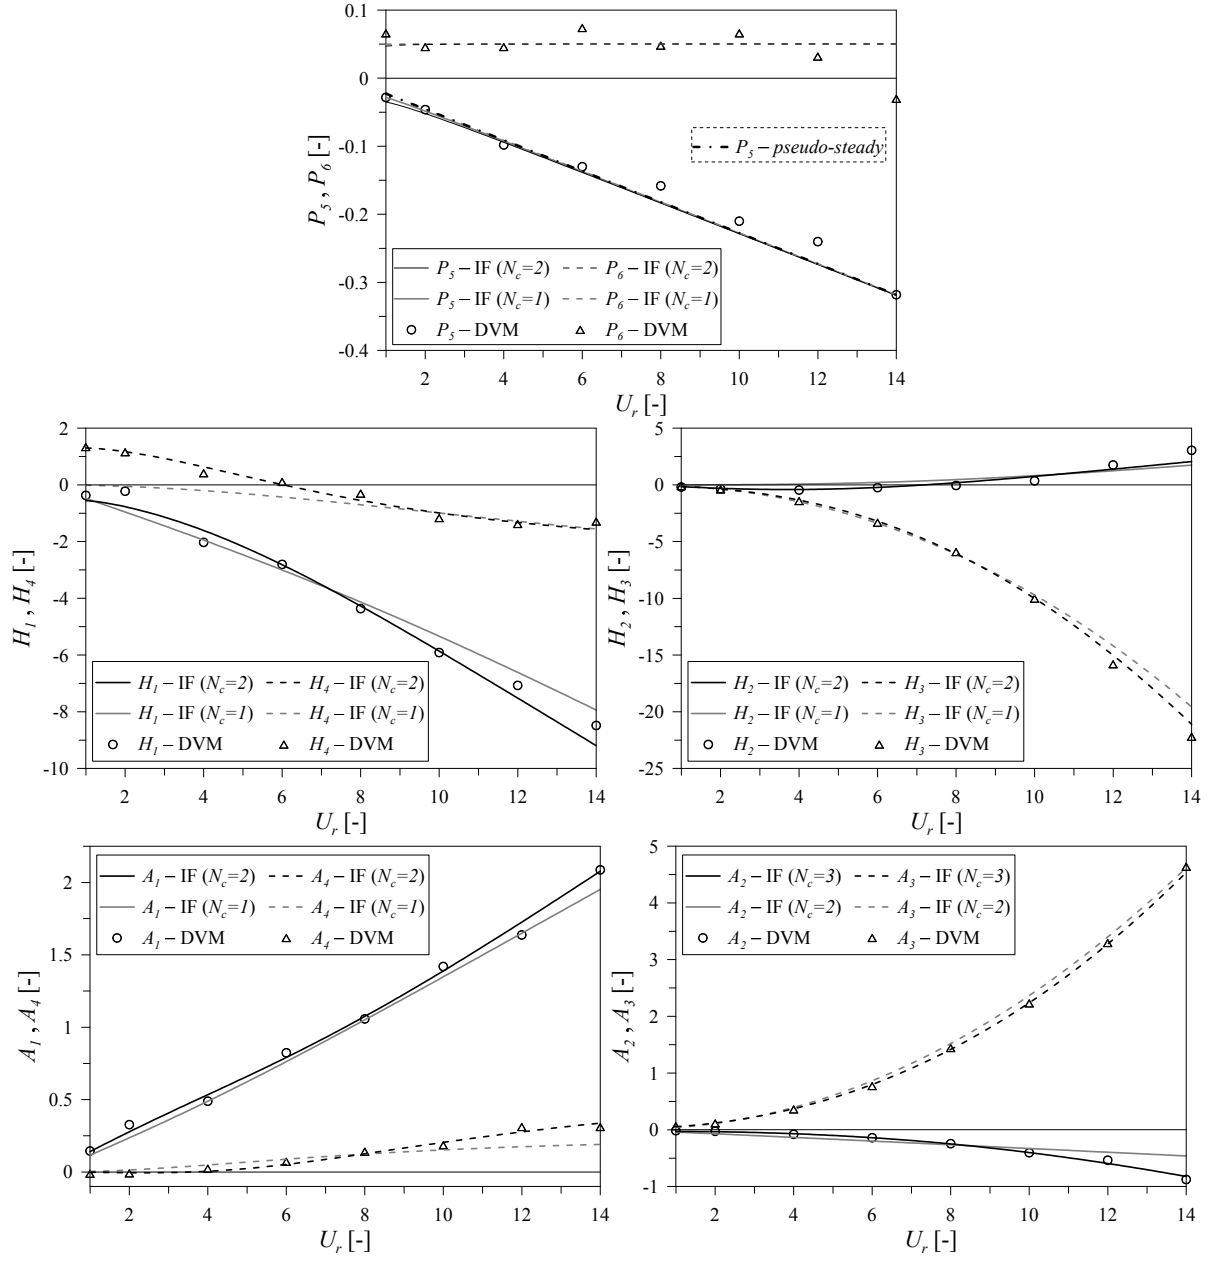 0.1
0
-0.1
-0.2
-0.3
-0.4
P5 , P6 [-]
P5 – pseudo-steady
P5 – IF (Nc=2) P6 – IF (Nc=2)
P5 – IF (Nc=1) P6 – IF (Nc=1)
P5 – DVM P6 – DVM
2 4 6 8 10 12 14
Ur [-]
2
0
-2
-4
-6
-8
-10
H1 , H4 [-]
H1 – IF (Nc=2) H4 – IF (Nc=2)
H1 – IF (Nc=1) H4 – IF (Nc=1)
H1 – DVM H4 – DVM
2 4 6 8 10 12 14
Ur [-]
5
0
-5
-10
-15
-20
-25
H2 , H3 [-]
H2 – IF (Nc=2) H3 – IF (Nc=2)
H2 – IF (Nc=1) H3 – IF (Nc=1)
H2 – DVM H3 – DVM
2 4 6 8 10 12 14
Ur [-]
2
1.5
1
0.5
0
A1 , A4 [-]
A1 – IF (Nc=2) A4 – IF (Nc=2)
A1 – IF (Nc=1) A4 – IF (Nc=1)
A1 – DVM A4 – DVM
2 4 6 8 10 12 14
Ur [-]
5
4
3
2
1
0
-1
A2 , A3 [-]
A2 – IF (Nc=3) A3 – IF (Nc=3)
A2 – IF (Nc=2) A3 – IF (Nc=2)
A2 – DVM A3 – DVM
2 4 6 8 10 12 14
Ur [-]